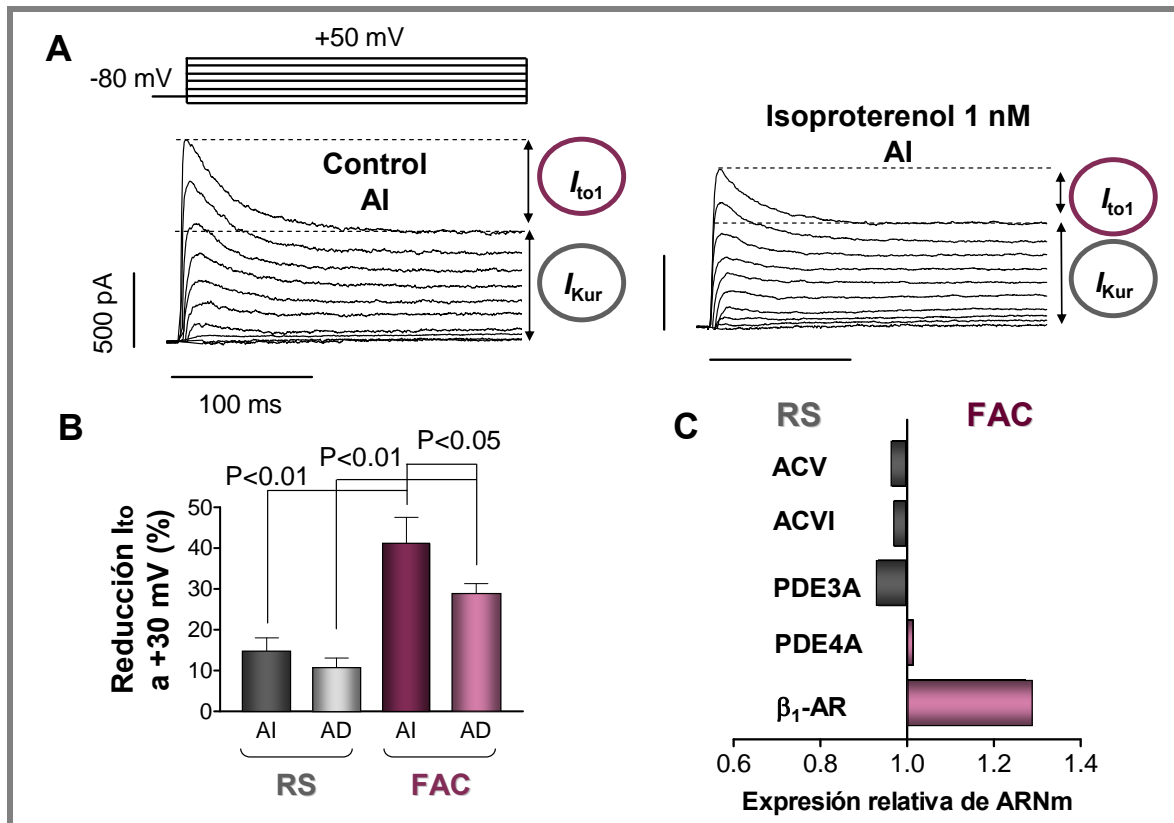 A
+50 mV
-80 mV
Control
AI
Ito1
IKur
500 pA
100 ms
Isoproterenol 1 nM
AI
Ito1
IKur
B
P<0.01
P<0.01
P<0.05
Reducción Ito
a +30 mV (%)
50
40
30
20
10
0
AI
AD
AI
AD
RS
FAC
C
RS
FAC
ACV
ACVI
PDE3A
PDE4A
β1-AR
0.6
0.8
1.0
1.2
1.4
Expresión relativa de ARNm